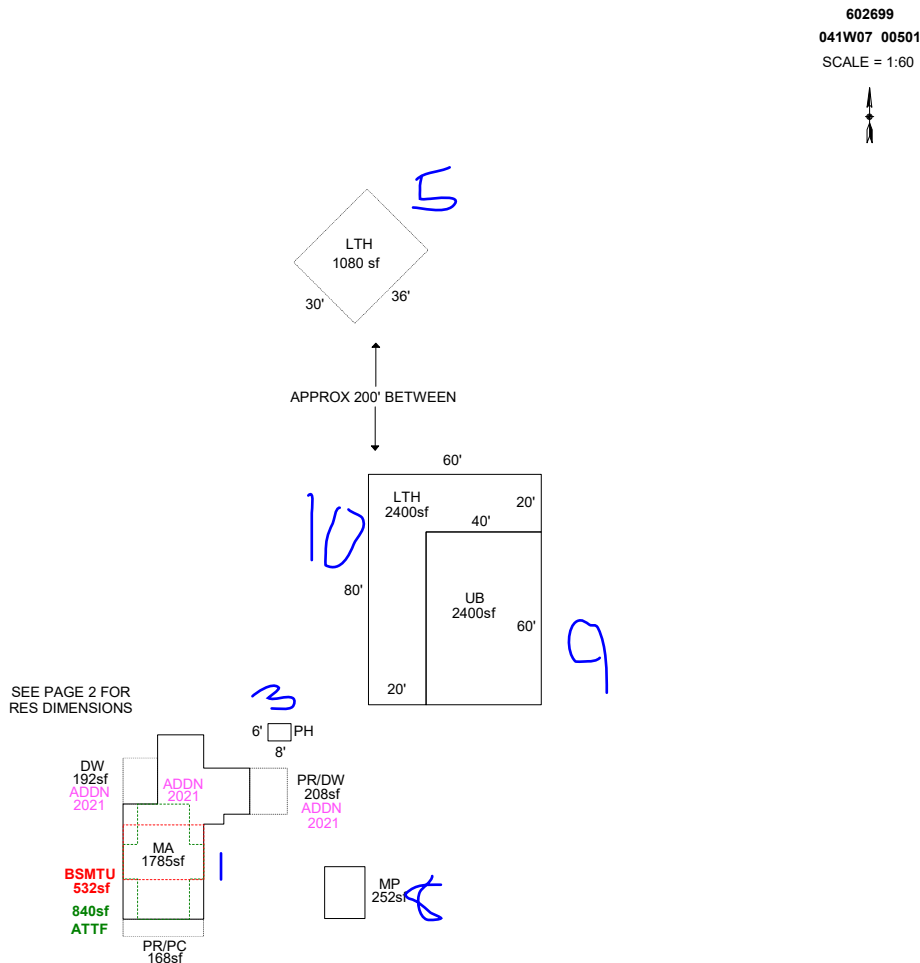 602699
041W07 00501
SCALE = 1:60
5
LTH
1080 sf
30'
36'
APPROX 200' BETWEEN
60'
10
LTH
2400sf
20'
40'
80'
UB
2400sf
60'
9
20'
SEE PAGE 2 FOR
RES DIMENSIONS
3
6'
PH
8'
DW
192sf
ADDN
2021
ADDN
2021
PR/DW
208sf
ADDN
2021
MA
1785sf
1
BSMTU
532sf
840sf
ATTF
MP
252sf
PR/PC
168sf